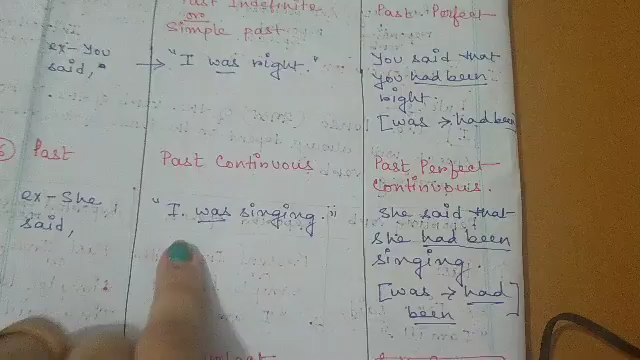 Past Indefinite
or
Simple past
Past Perfect
ex-You
said,"
→ "I was right."
You said that
you had been
right.
[was → had been
6 Past
Past Continuous
Past Perfect
Continuous.
ex-She
said,
"I. was singing."
She said that
she had been
singing.
[was → had
been]